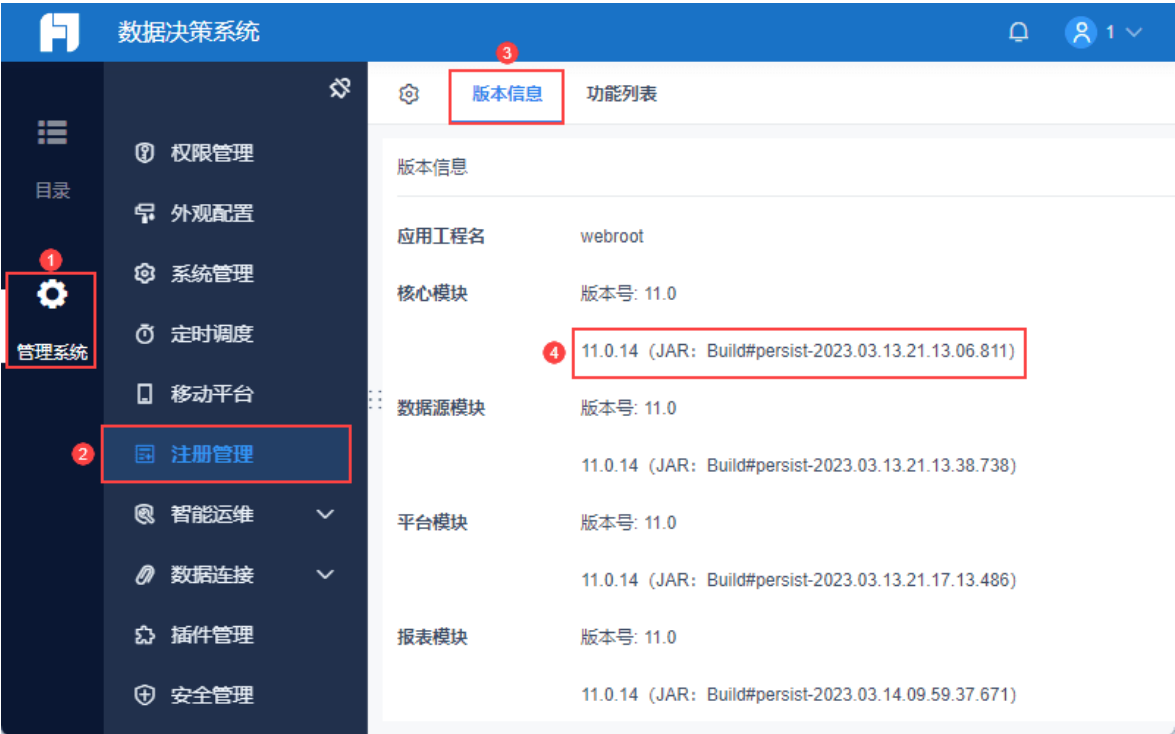 数据决策系统
1
3
版本信息
功能列表
目录
1
管理系统
权限管理
外观配置
系统管理
定时调度
移动平台
2
注册管理
智能运维
数据连接
插件管理
安全管理
版本信息
应用工程名 webroot
核心模块 版本号: 11.0
4 11.0.14（JAR：Build#persist-2023.03.13.21.13.06.811)
数据源模块 版本号: 11.0
11.0.14（JAR：Build#persist-2023.03.13.21.13.38.738)
平台模块 版本号: 11.0
11.0.14（JAR：Build#persist-2023.03.13.21.17.13.486)
报表模块 版本号: 11.0
11.0.14（JAR：Build#persist-2023.03.14.09.59.37.671)